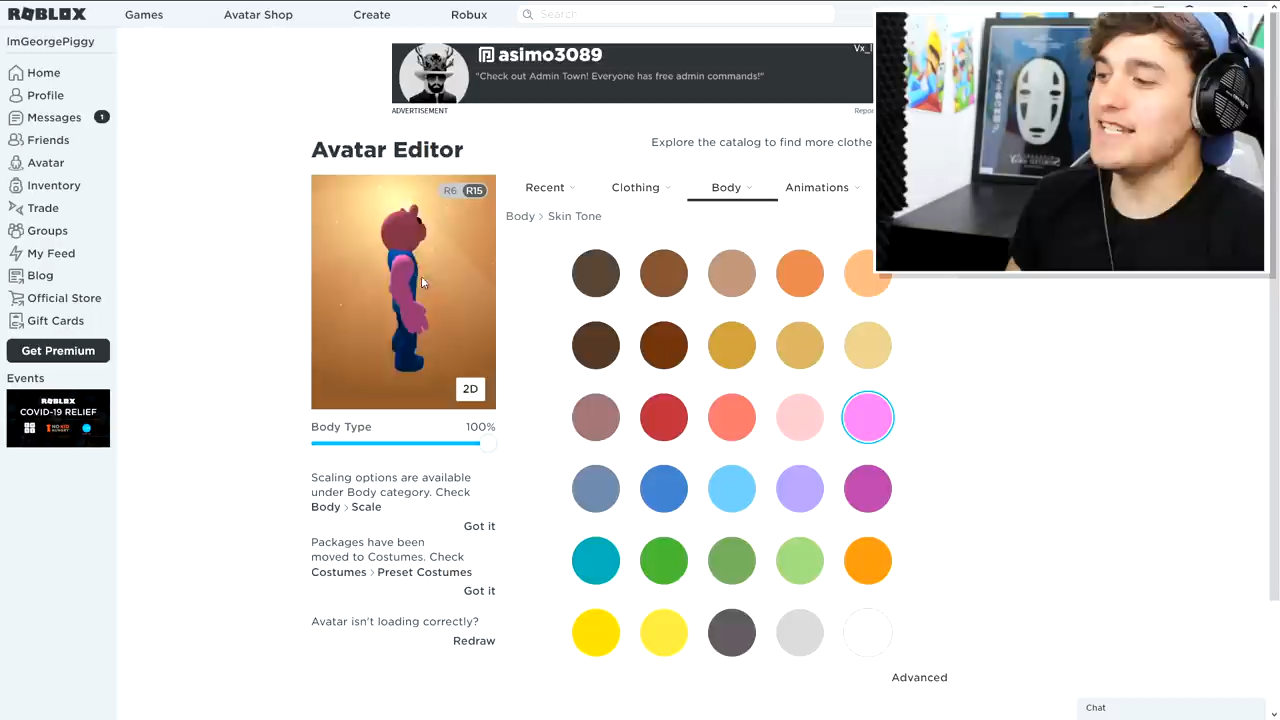 ROBLOX
Games
Avatar Shop
Create
Robux
Search
ImGeorgePiggy
Home
Profile
Messages
1
Friends
Avatar
Inventory
Trade
Groups
My Feed
Blog
Official Store
Gift Cards
Get Premium
Events
ROBLOX
COVID-19 RELIEF
asimo3089
"Check out Admin Town! Everyone has free admin commands!"
ADVERTISEMENT
Repor
Avatar Editor
Explore the catalog to find more clothe
R6
R15
2D
Recent
Clothing
Body
Animations
Body > Skin Tone
Body Type
100%
Scaling options are available
under Body category. Check
Body > Scale
Got it
Packages have been
moved to Costumes. Check
Costumes > Preset Costumes
Got it
Avatar isn't loading correctly?
Redraw
Advanced
Chat